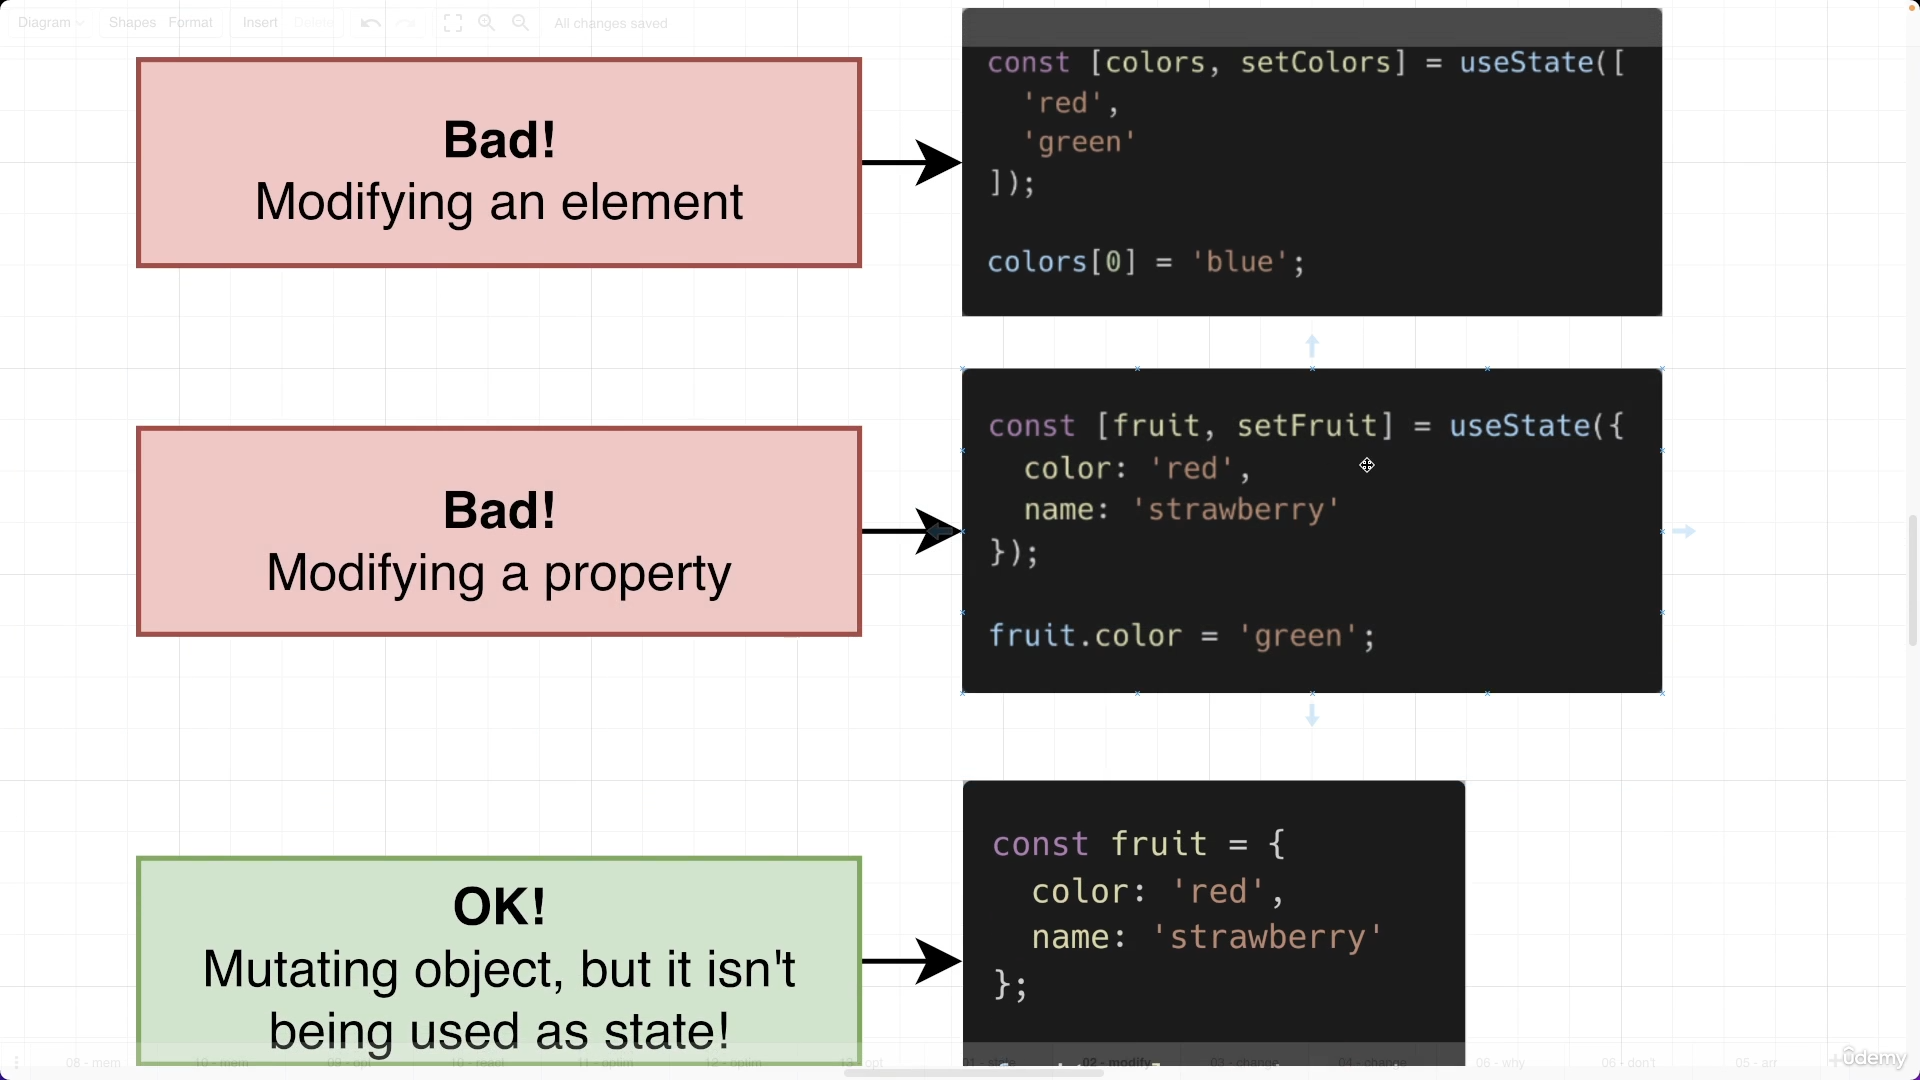 Diagram Shapes Format Insert Delete All changes saved
Bad!
Modifying an element
const [colors, setColors] = useState([
'red',
'green'
]);
colors[0] = 'blue';
Bad!
Modifying a property
const [fruit, setFruit] = useState({
color: 'red',
name: 'strawberry'
});
fruit.color = 'green';
OK!
Mutating object, but it isn't
being used as state!
const fruit = {
color: 'red',
name: 'strawberry'
};
08 - mem 10 - mem 09 - opt 10 - react 11 - optim 12 - optim 13 - opt 01 - state 02 - modify 03 - change 04 - change 06 - why 06 - don't 05 - arr
ûdemy